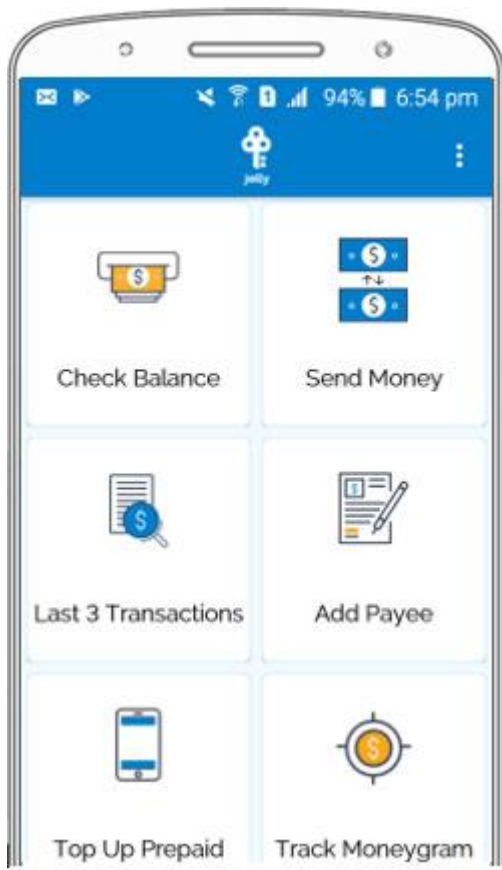 1 94% 6:54 pm
jelly
$ $
$
Check Balance Send Money
$ $
Last 3 Transactions Add Payee
$
Top Up Prepaid Track Moneygram